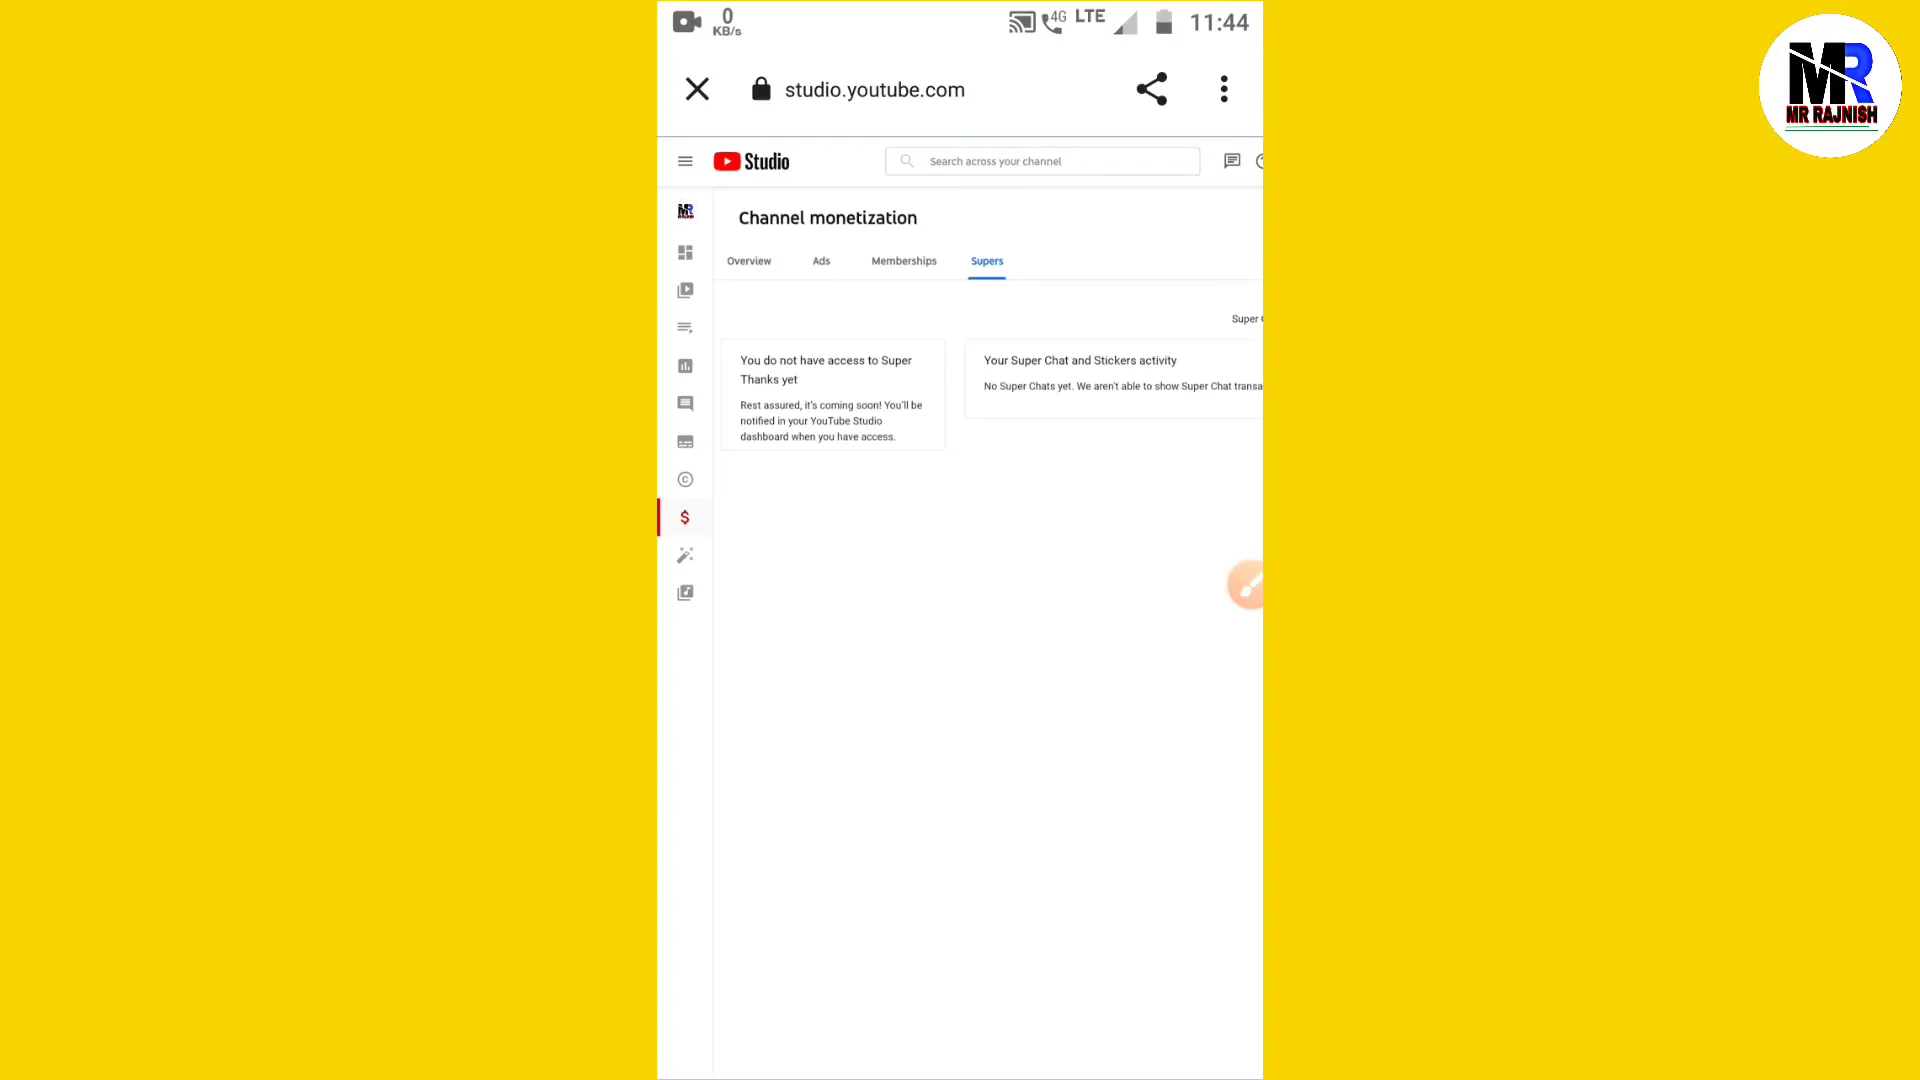 0
KB/s
4G
LTE
11:44
studio.youtube.com
Studio
Search across your channel
Channel monetization
Overview
Ads
Memberships
Supers
Super
You do not have access to Super
Thanks yet
Rest assured, it's coming soon! You'll be
notified in your YouTube Studio
dashboard when you have access.
Your Super Chat and Stickers activity
No Super Chats yet. We aren't able to show Super Chat transa
MR
MR RAJNISH